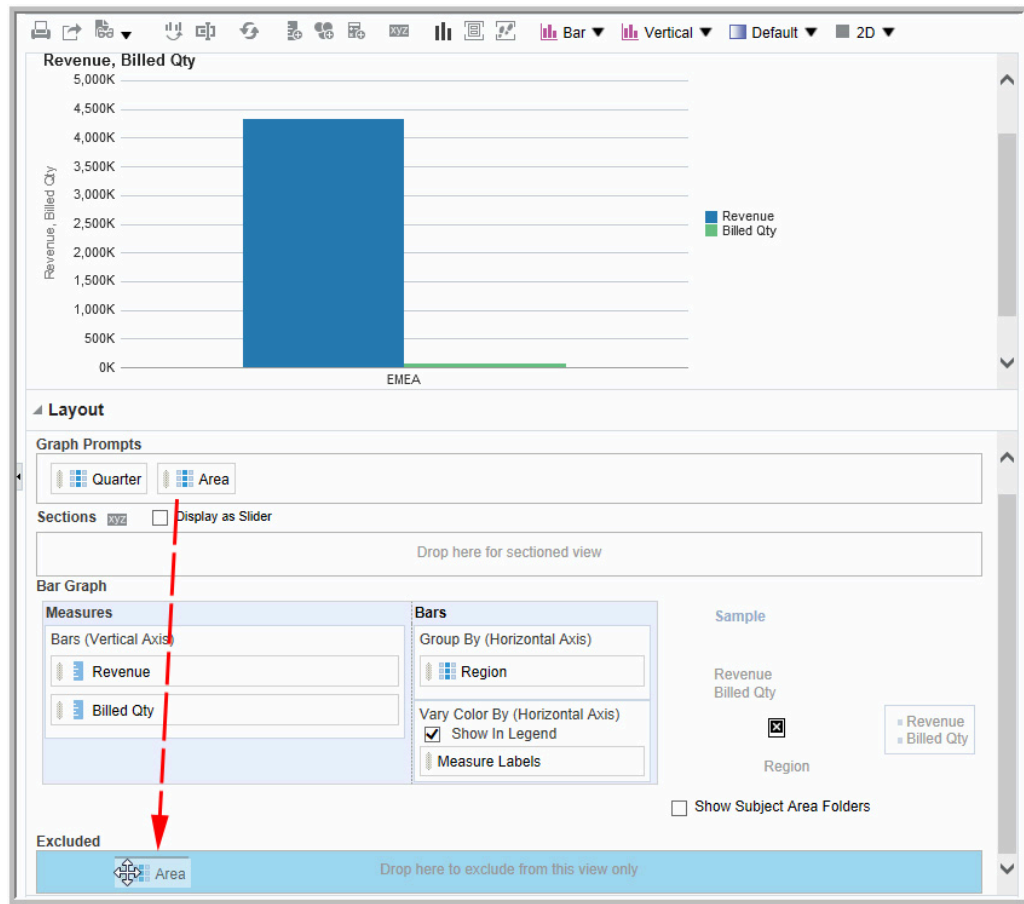 xyz Bar Vertical Default 2D
Revenue, Billed Qty
5,000K
4,500K
4,000K
3,500K
3,000K
2,500K
2,000K
1,500K
1,000K
500K
0K
Revenue, Billed Qty
EMEA
Revenue
Billed Qty
Layout
Graph Prompts
Quarter Area
Sections xyz Display as Slider
Drop here for sectioned view
Bar Graph
Measures
Bars (Vertical Axis)
Revenue
Billed Qty
Bars
Group By (Horizontal Axis)
Region
Vary Color By (Horizontal Axis)
Show In Legend
Measure Labels
Sample
Revenue
Billed Qty
Region
Revenue
Billed Qty
Show Subject Area Folders
Excluded
Area Drop here to exclude from this view only